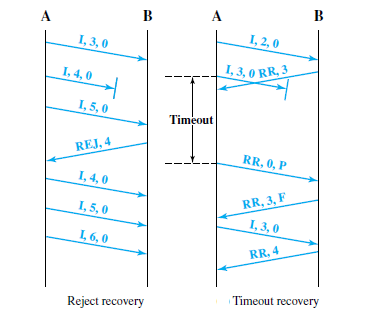 A B
I, 3, 0
I, 4, 0
I, 5, 0
REJ, 4
I, 4, 0
I, 5, 0
I, 6, 0
Reject recovery
A B
I, 2, 0
I, 3, 0 RR, 3
Timeout
RR, 0, P
RR, 3, F
I, 3, 0
RR, 4
Timeout recovery